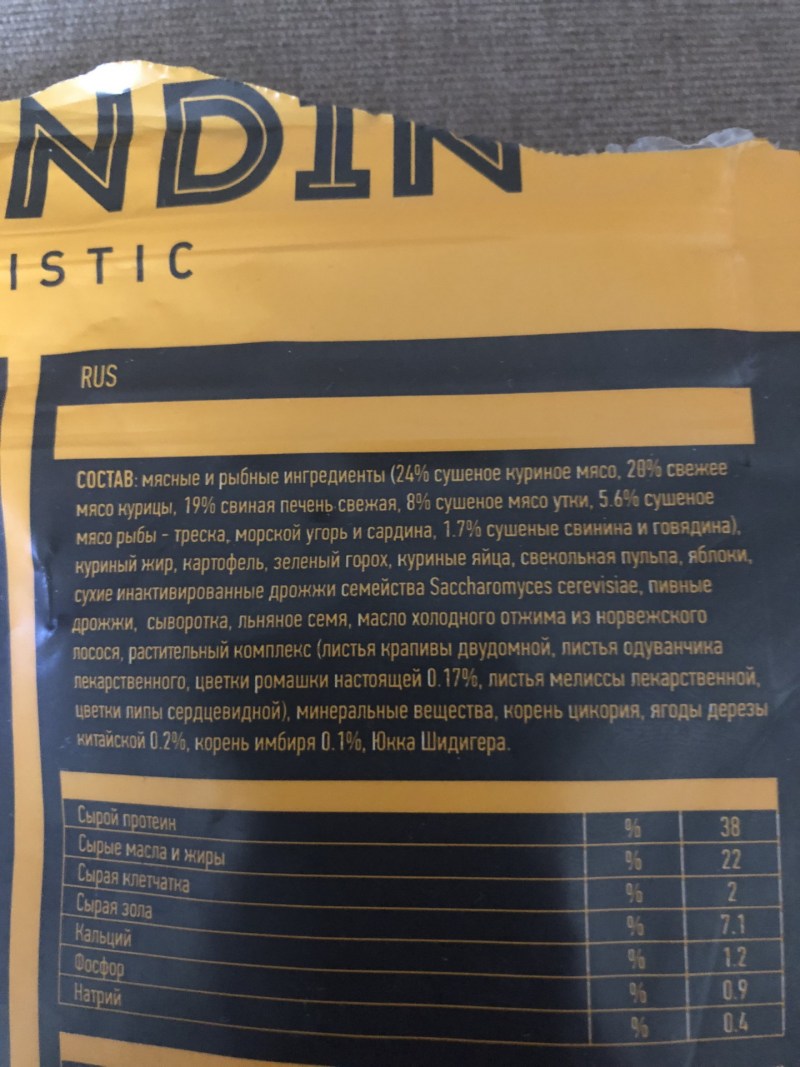 NDIN
ISTIC
RUS
СОСТАВ: мясные и рыбные ингредиенты (24% сушеное куриное мясо, 20% свежее
мясо курицы, 19% свиная печень свежая, 8% сушеное мясо утки, 5.6% сушеное
мясо рыбы - треска, морской угорь и сардина, 1.7% сушеные свинина и говядина),
куриный жир, картофель, зеленый горох, куриные яйца, свекольная пульпа, яблоки,
сухие инактивированные дрожжи семейства Saccharomyces cerevisiae, пивные
дрожжи, сыворотка, льняное семя, масло холодного отжима из норвежского
лосося, растительный комплекс (листья крапивы двудомной, листья одуванчика
лекарственного, цветки ромашки настоящей 0.17%, листья мелиссы лекарственной,
цветки липы сердцевидной), минеральные вещества, корень цикория, ягоды дерезы
китайской 0.2%, корень имбиря 0.1%, Юкка Шидигера.
Сырой протеин % 38
Сырые масла и жиры % 22
Сырая клетчатка % 2
Сырая зола % 7.1
Кальций % 1.2
Фосфор % 0.9
Натрий % 0.4